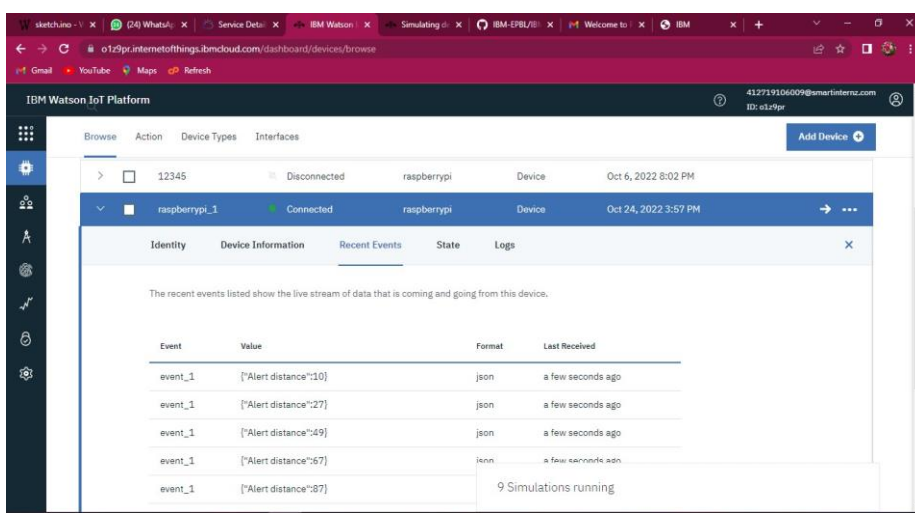 sketch.ino - V
(24) WhatsAp
Service Detail
IBM Watson I
Simulating d
IBM-EPBL/IB
Welcome to
IBM
o1z9pr.internetofthings.ibmcloud.com/dashboard/devices/browse
Gmail YouTube Maps Refresh
IBM Watson IoT Platform
412719106009@smartinternz.com
ID: o1z9pr
Browse Action Device Types Interfaces
Add Device
12345 Disconnected raspberrypi Device Oct 6, 2022 8:02 PM
raspberrypi_1 Connected raspberrypi Device Oct 24, 2022 3:57 PM
Identity Device Information Recent Events State Logs
The recent events listed show the live stream of data that is coming and going from this device.
Event Value Format Last Received
event_1 {"Alert distance":10} json a few seconds ago
event_1 {"Alert distance":27} json a few seconds ago
event_1 {"Alert distance":49} json a few seconds ago
event_1 {"Alert distance":67} json a few seconds ago
event_1 {"Alert distance":87}
9 Simulations running